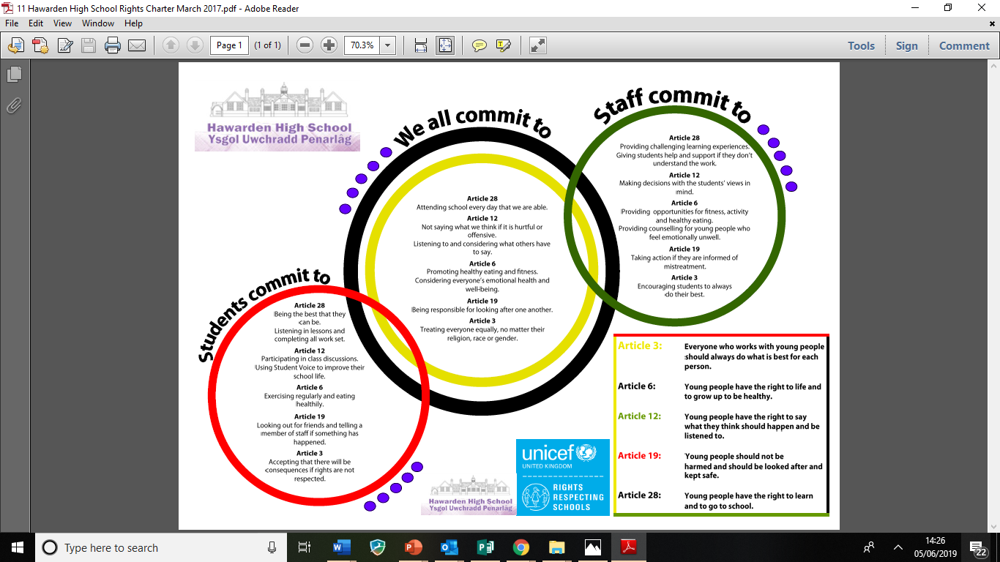 11 Hawarden High School Rights Charter March 2017.pdf - Adobe Reader
File Edit View Window Help
Page 1 (1 of 1) 70.3% Tools Sign Comment
Hawarden High School
Ysgol Uwchradd Penarlâg
We all commit to
Article 28
Attending school every day that we are able.
Article 12
Not saying what we think if it is hurtful or
offensive.
Listening to and considering what others have
to say.
Article 6
Promoting healthy eating and fitness.
Considering everyone's emotional health and
well-being.
Article 19
Being responsible for looking after one another.
Article 3
Treating everyone equally, no matter their
religion, race or gender.
Staff commit to
Article 28
Providing challenging learning experiences.
Giving students help and support if they don't
understand the work.
Article 12
Making decisions with the students' views in
mind.
Article 6
Providing opportunities for fitness, activity
and healthy eating.
Providing counselling for young people who
feel emotionally unwell.
Article 19
Taking action if they are informed of
mistreatment.
Article 3
Encouraging students to always
do their best.
Students commit to
Article 28
Being the best that they
can be.
Listening in lessons and
completing all work set.
Article 12
Participating in class discussions.
Using Student Voice to improve their
school life.
Article 6
Exercising regularly and eating
healthily.
Article 19
Looking out for friends and telling a
member of staff if something has
happened.
Article 3
Accepting that there will be
consequences if rights are not
respected.
Article 3: Everyone who works with young people
should always do what is best for each
person.
Article 6: Young people have the right to life and
to grow up to be healthy.
Article 12: Young people have the right to say
what they think should happen and be
listened to.
Article 19: Young people should not be
harmed and should be looked after and
kept safe.
Article 28: Young people have the right to learn
and to go to school.
Hawarden High School
Ysgol Uwchradd Penarlâg
unicef
UNITED KINGDOM
RIGHTS
RESPECTING
SCHOOLS
Type here to search
14:26
05/06/2019
22